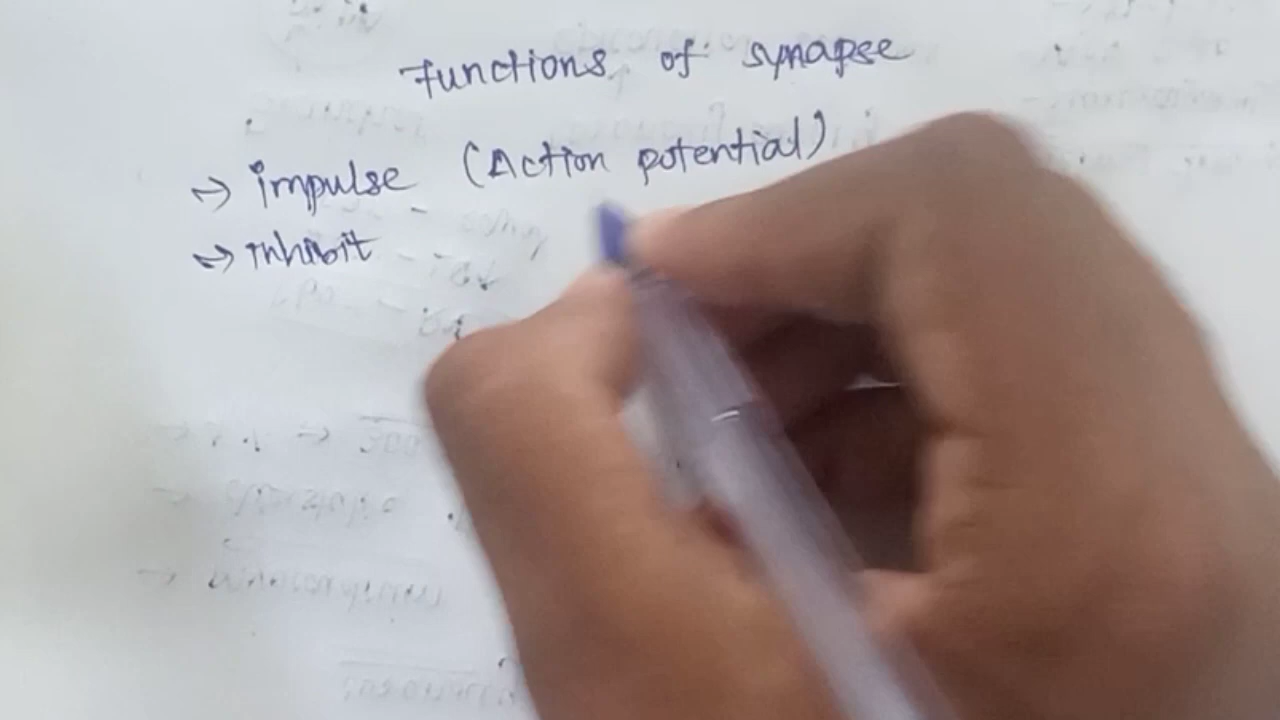 Functions of synapse
→ impulse (Action potential)
→ Inhibit